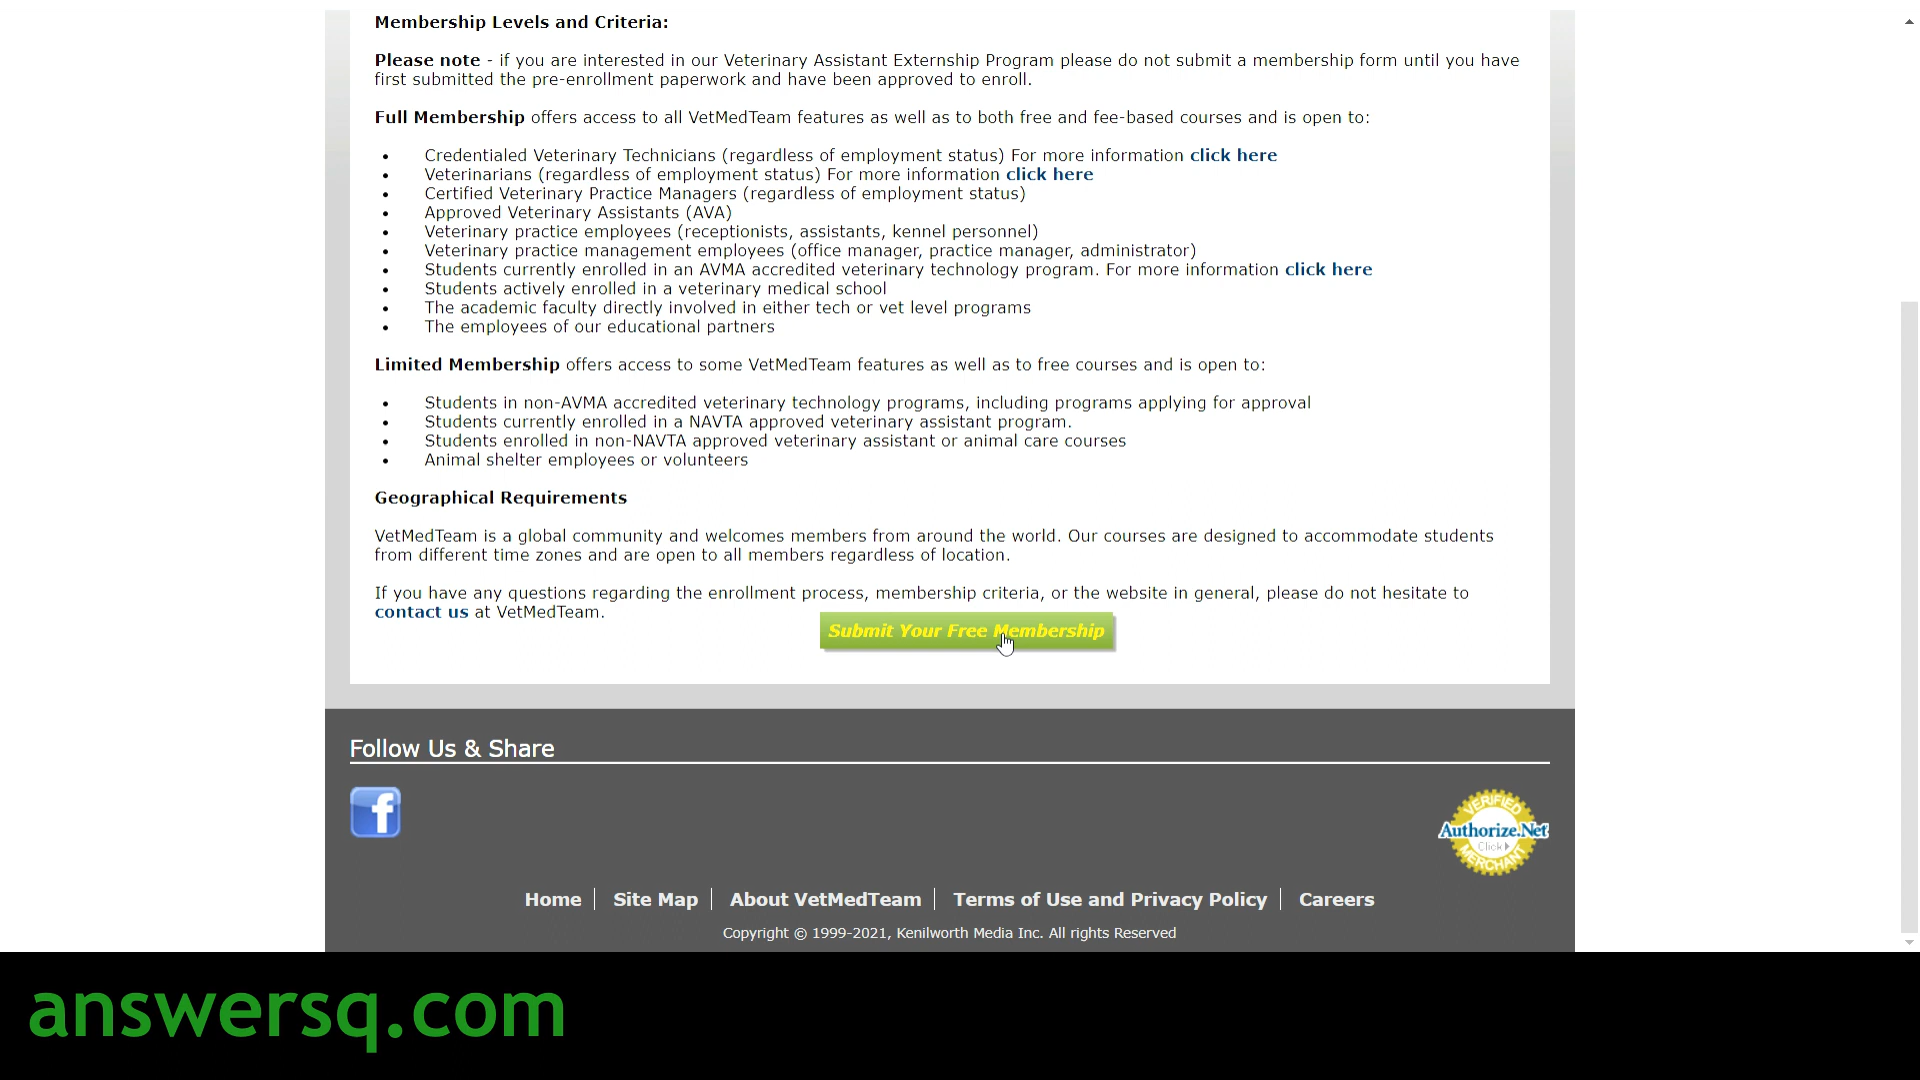 Membership Levels and Criteria:
Please note - if you are interested in our Veterinary Assistant Externship Program please do not submit a membership form until you have
first submitted the pre-enrollment paperwork and have been approved to enroll.
Full Membership offers access to all VetMedTeam features as well as to both free and fee-based courses and is open to:
• Credentialed Veterinary Technicians (regardless of employment status) For more information click here
• Veterinarians (regardless of employment status) For more information click here
• Certified Veterinary Practice Managers (regardless of employment status)
• Approved Veterinary Assistants (AVA)
• Veterinary practice employees (receptionists, assistants, kennel personnel)
• Veterinary practice management employees (office manager, practice manager, administrator)
• Students currently enrolled in an AVMA accredited veterinary technology program. For more information click here
• Students actively enrolled in a veterinary medical school
• The academic faculty directly involved in either tech or vet level programs
• The employees of our educational partners
Limited Membership offers access to some VetMedTeam features as well as to free courses and is open to:
• Students in non-AVMA accredited veterinary technology programs, including programs applying for approval
• Students currently enrolled in a NAVTA approved veterinary assistant program.
• Students enrolled in non-NAVTA approved veterinary assistant or animal care courses
• Animal shelter employees or volunteers
Geographical Requirements
VetMedTeam is a global community and welcomes members from around the world. Our courses are designed to accommodate students
from different time zones and are open to all members regardless of location.
If you have any questions regarding the enrollment process, membership criteria, or the website in general, please do not hesitate to
contact us at VetMedTeam.
Submit Your Free Membership
Follow Us & Share
f
VERIFIED
Authorize.Net
Click
MERCHANT
Home
Site Map
About VetMedTeam
Terms of Use and Privacy Policy
Careers
Copyright © 1999-2021, Kenilworth Media Inc. All rights Reserved
answersq.com